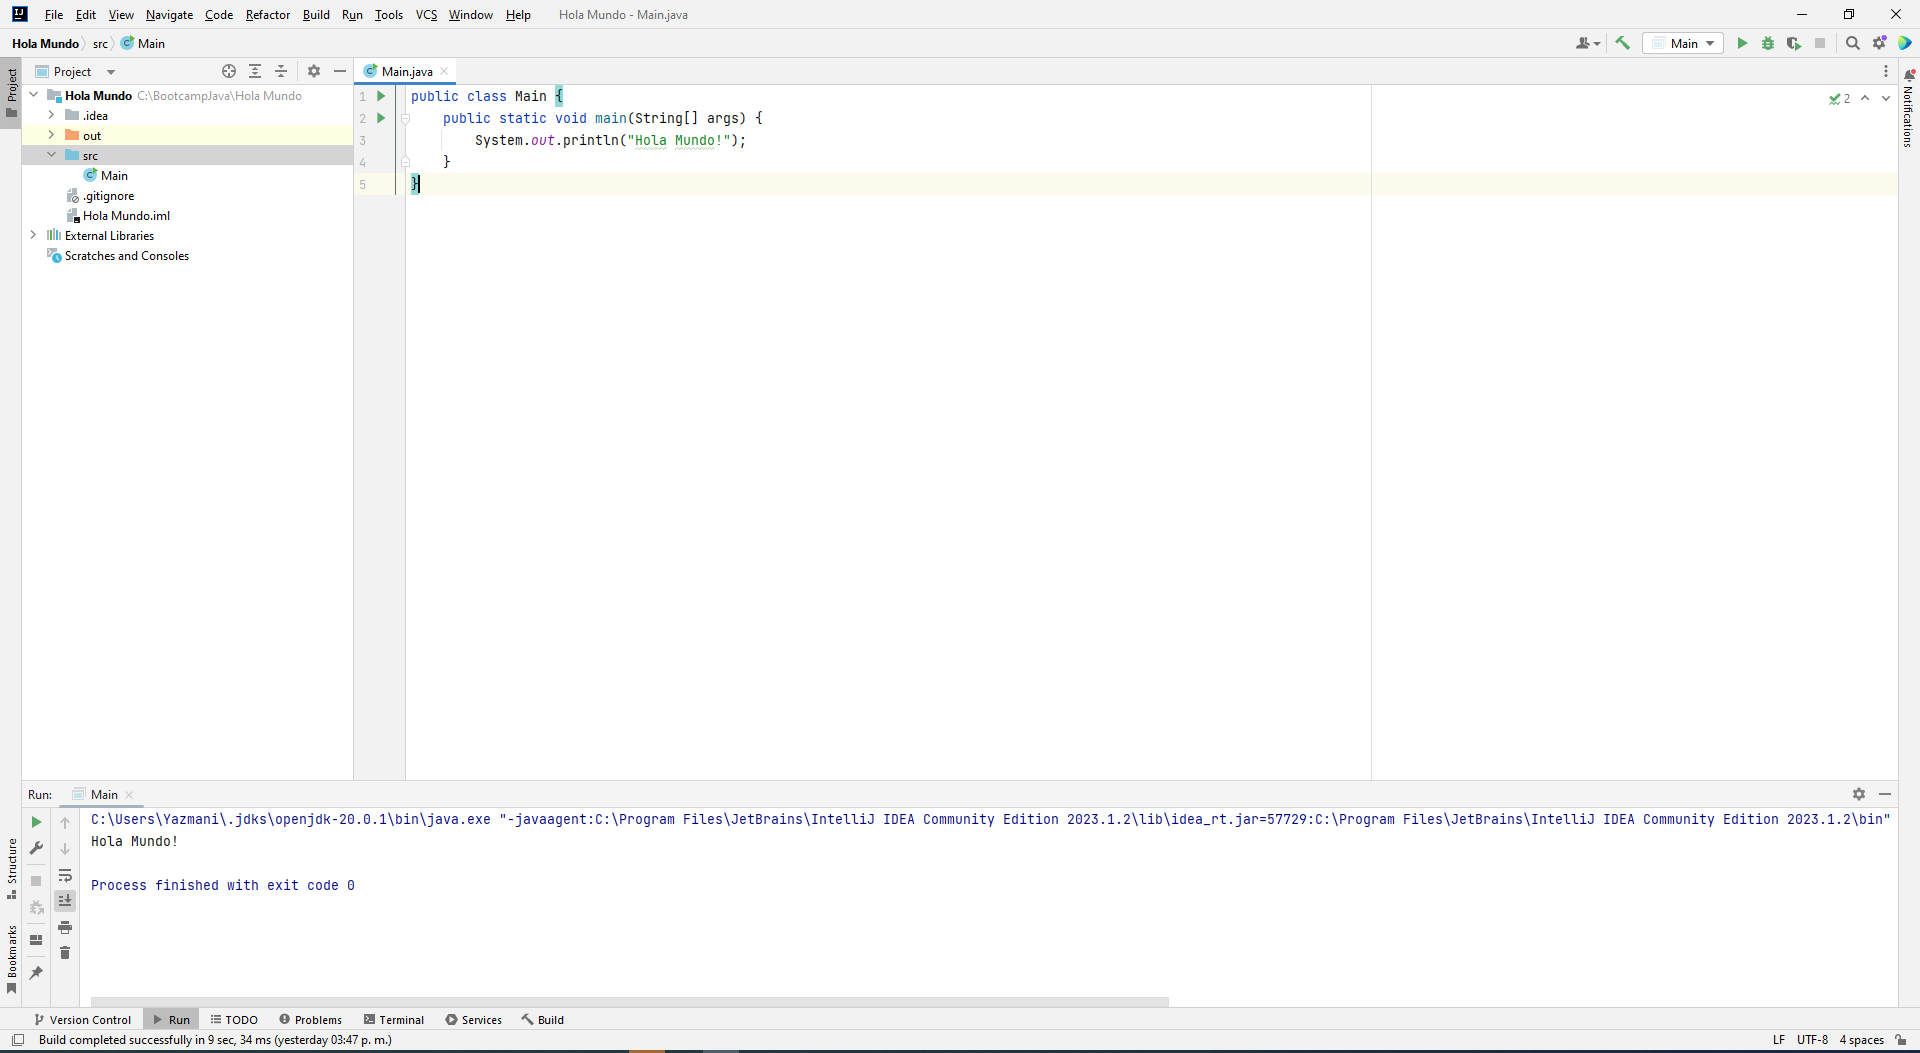 File Edit View Navigate Code Refactor Build Run Tools VCS Window Help Hola Mundo - Main.java
Hola Mundo src Main
Main
Project
Main.java
Project
Hola Mundo C:\BootcampJava\Hola Mundo
.idea
out
src
Main
.gitignore
Hola Mundo.iml
External Libraries
Scratches and Consoles
1 public class Main {
2 public static void main(String[] args) {
3 System.out.println("Hola Mundo!");
4 }
5 }
2
Notifications
Run: Main
C:\Users\Yazmani\.jdks\openjdk-20.0.1\bin\java.exe "-javaagent:C:\Program Files\JetBrains\IntelliJ IDEA Community Edition 2023.1.2\lib\idea_rt.jar=57729:C:\Program Files\JetBrains\IntelliJ IDEA Community Edition 2023.1.2\bin"
Hola Mundo!
Process finished with exit code 0
Structure
Bookmarks
Version Control Run TODO Problems Terminal Services Build
Build completed successfully in 9 sec, 34 ms (yesterday 03:47 p. m.) LF UTF-8 4 spaces